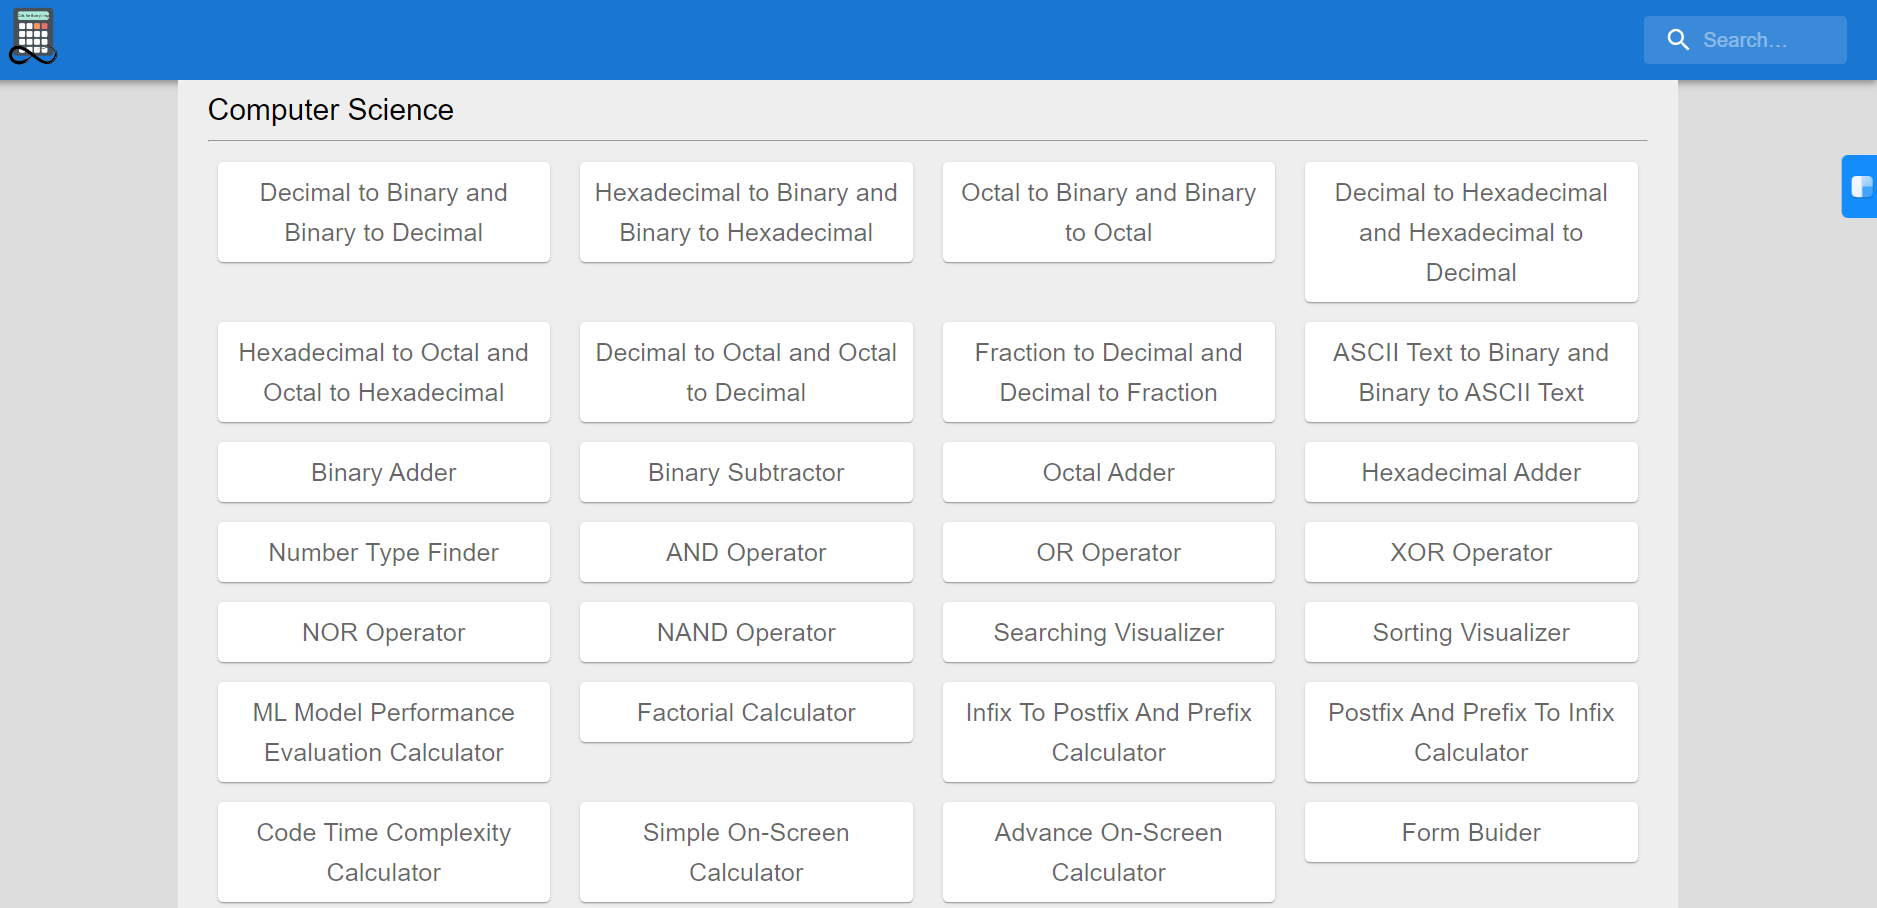 Search...
Computer Science
Decimal to Binary and
Binary to Decimal
Hexadecimal to Binary and
Binary to Hexadecimal
Octal to Binary and Binary
to Octal
Decimal to Hexadecimal
and Hexadecimal to
Decimal
Hexadecimal to Octal and
Octal to Hexadecimal
Decimal to Octal and Octal
to Decimal
Fraction to Decimal and
Decimal to Fraction
ASCII Text to Binary and
Binary to ASCII Text
Binary Adder
Binary Subtractor
Octal Adder
Hexadecimal Adder
Number Type Finder
AND Operator
OR Operator
XOR Operator
NOR Operator
NAND Operator
Searching Visualizer
Sorting Visualizer
ML Model Performance
Evaluation Calculator
Factorial Calculator
Infix To Postfix And Prefix
Calculator
Postfix And Prefix To Infix
Calculator
Code Time Complexity
Calculator
Simple On-Screen
Calculator
Advance On-Screen
Calculator
Form Buider